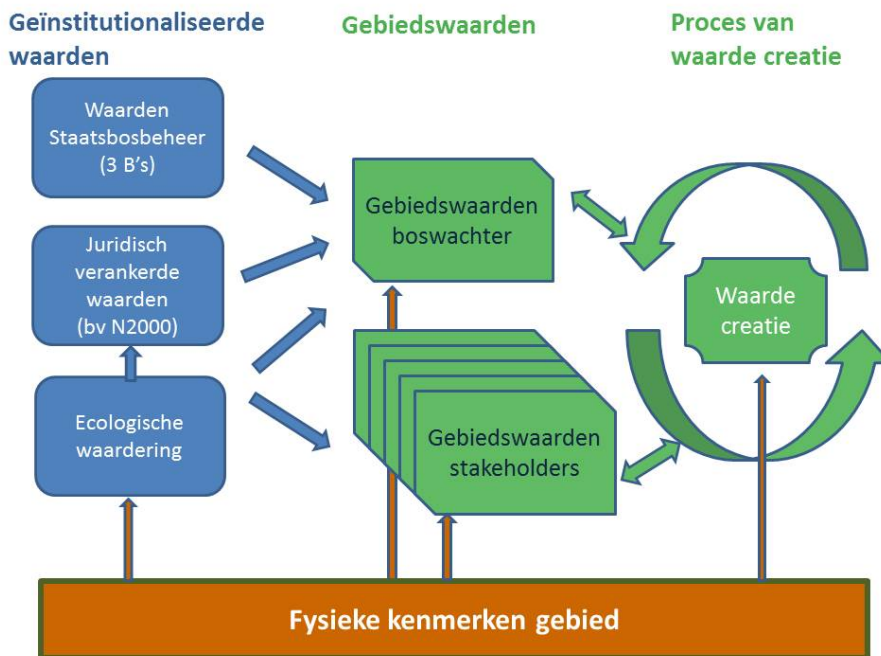 Geïnstitutionaliseerde
waarden
Gebiedswaarden
Proces van
waarde creatie
Waarden
Staatsbosbeheer
(3 B’s)
Juridisch
verankerde
waarden
(bv N2000)
Ecologische
waardering
Gebiedswaarden
boswachter
Gebiedswaarden
stakeholders
Waarde
creatie
Fysieke kenmerken gebied